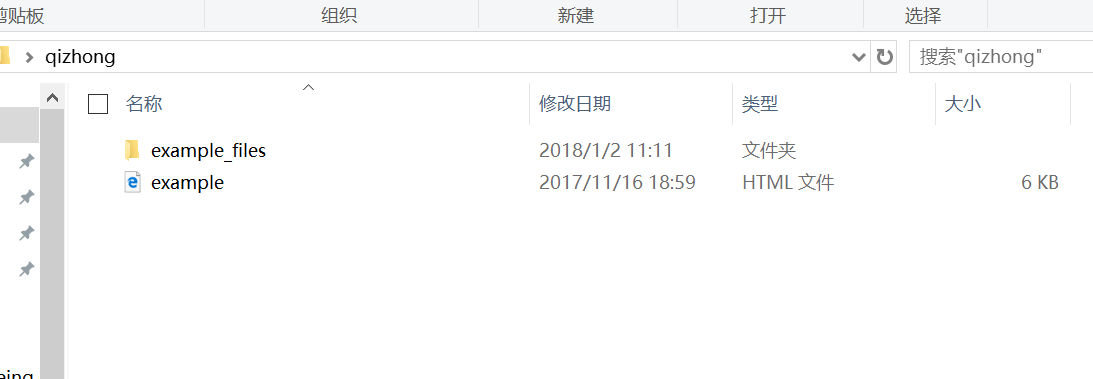 剪贴板 组织 新建 打开 选择
qizhong 搜索"qizhong"
名称 修改日期 类型 大小
example_files 2018/1/2 11:11 文件夹
example 2017/11/16 18:59 HTML 文件 6 KB